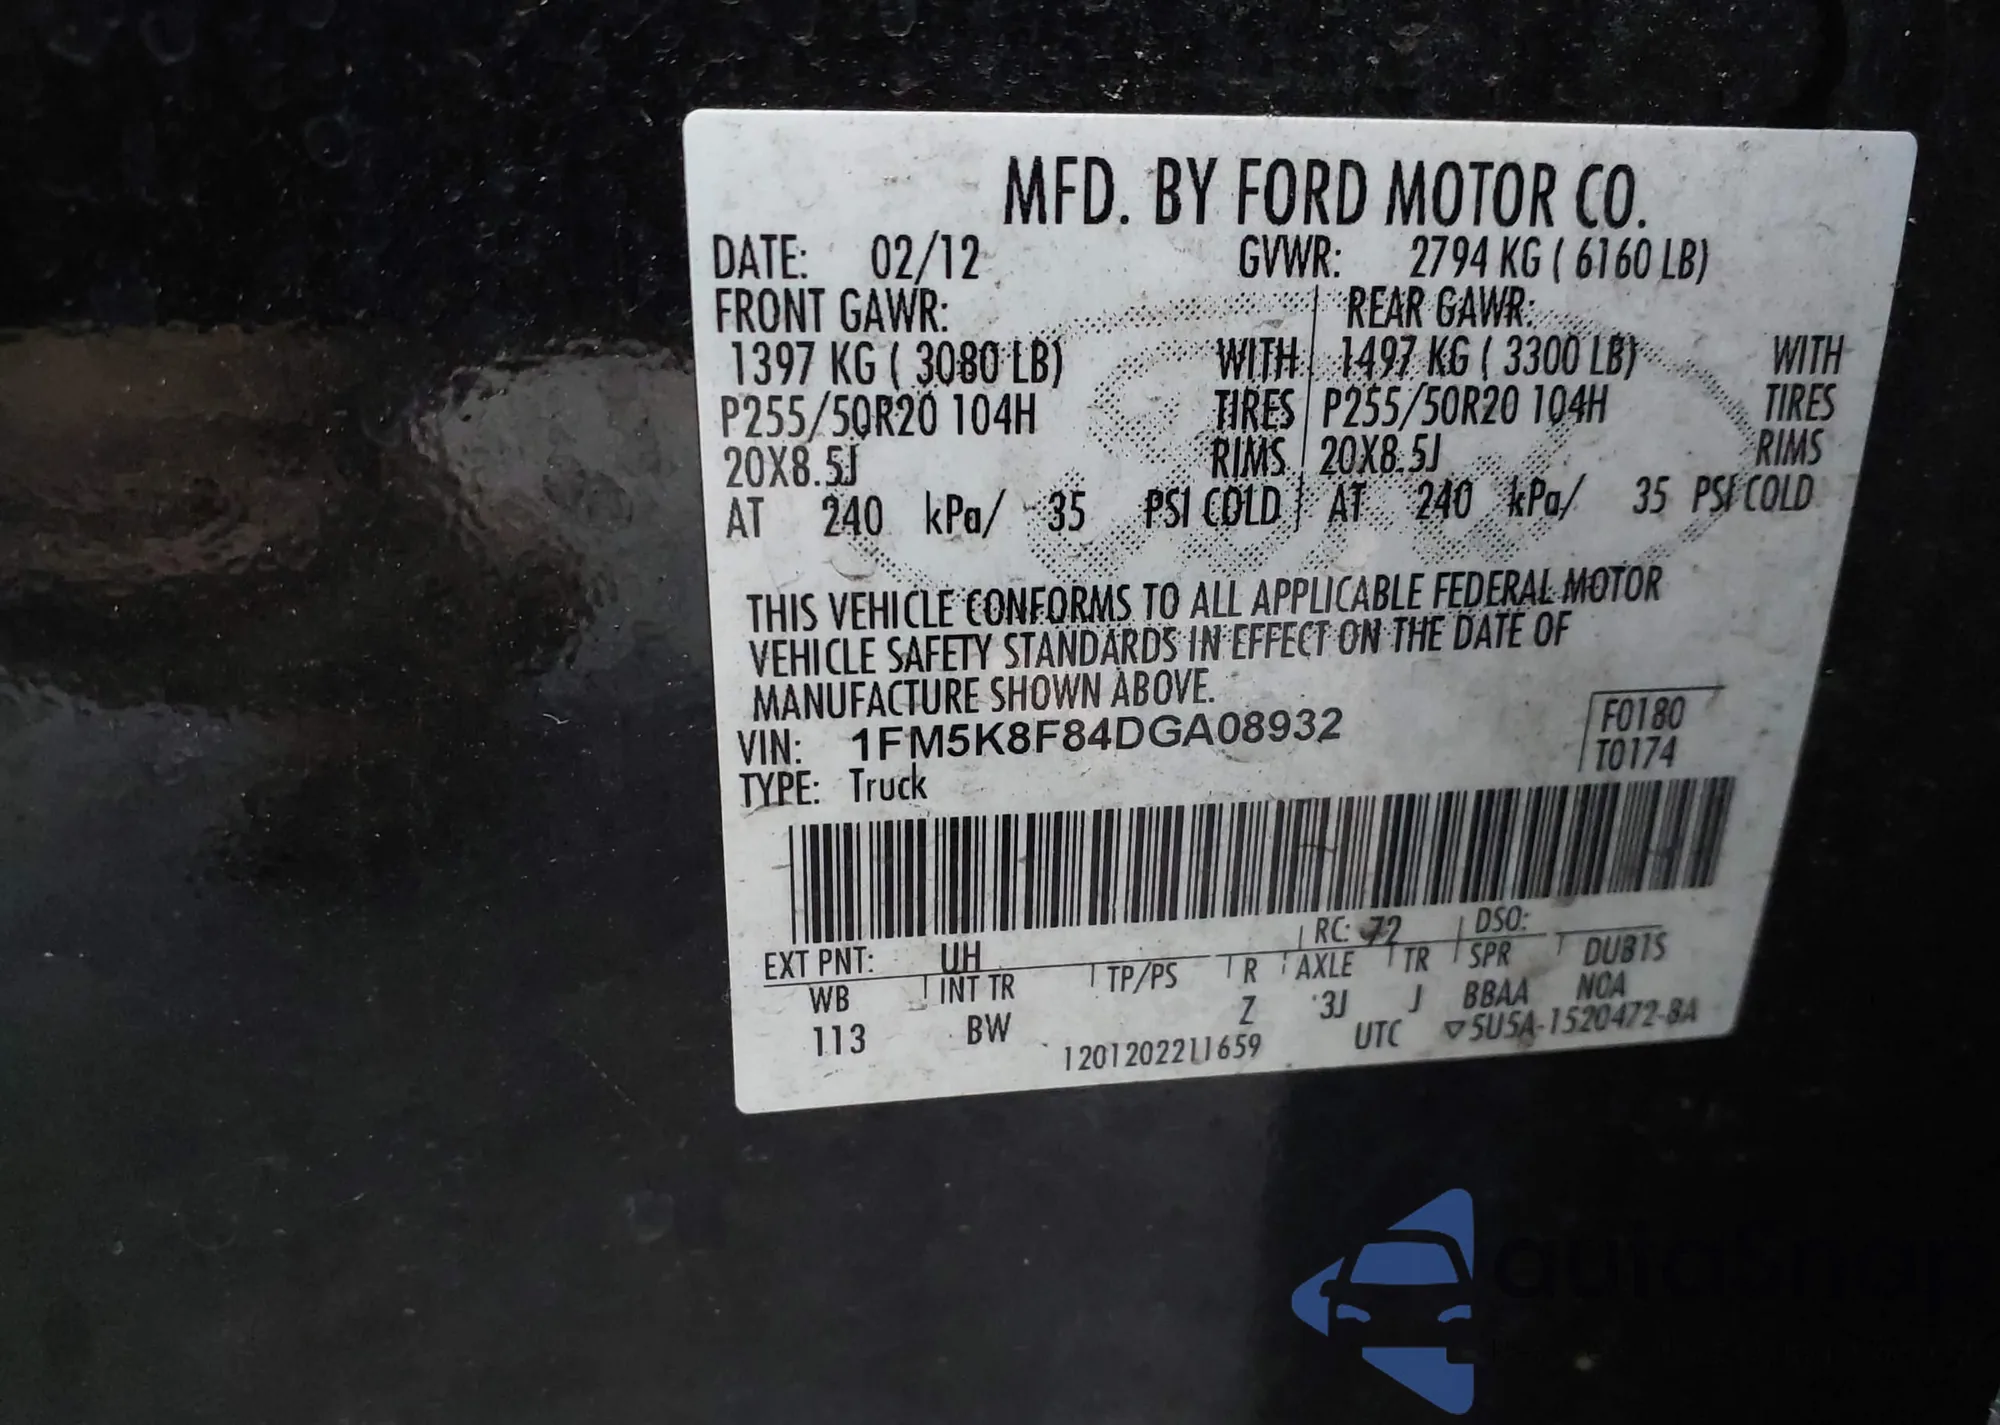 MFD. BY FORD MOTOR CO.
DATE: 02/12 GVWR: 2794 KG ( 6160 LB)
FRONT GAWR: REAR GAWR:
1397 KG ( 3080 LB) WITH 1497 KG ( 3300 LB) WITH
P255/50R20 104H TIRES P255/50R20 104H TIRES
20X8.5J RIMS 20X8.5J RIMS
AT 240 kPa/ 35 PSI COLD AT 240 kPa/ 35 PSI COLD
THIS VEHICLE CONFORMS TO ALL APPLICABLE FEDERAL MOTOR
VEHICLE SAFETY STANDARDS IN EFFECT ON THE DATE OF
MANUFACTURE SHOWN ABOVE.
VIN: 1FM5K8F84DGA08932 F0180
TYPE: Truck T0174
EXT PNT: UH RC: 72 DSO:
WB INT TR TP/PS R AXLE TR SPR DUB1S
113 BW Z 3J J BBAA NOA
1201202211659 UTC ▽5U5A-1520472-BA